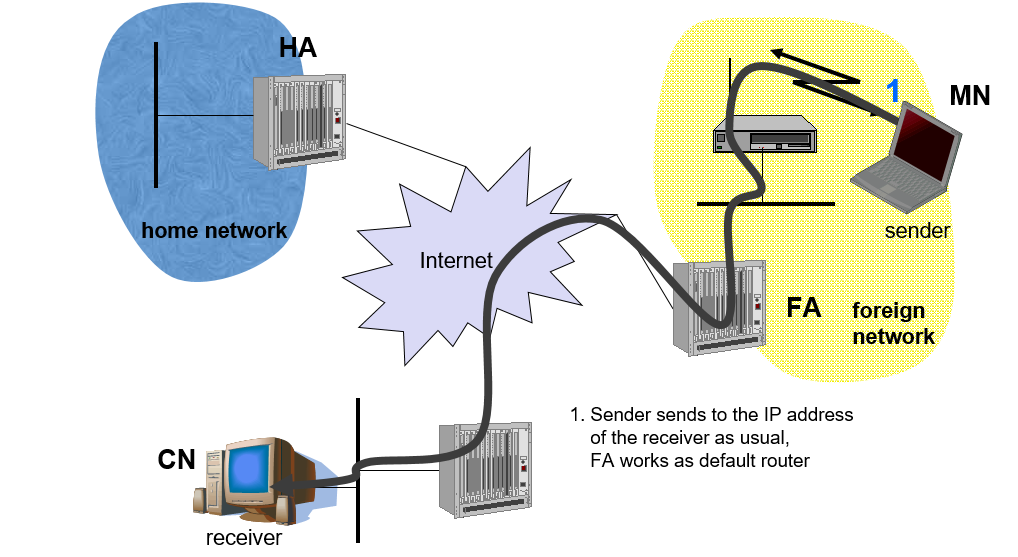 HA
1
MN
home network
sender
Internet
FA
foreign
network
1. Sender sends to the IP address
of the receiver as usual,
FA works as default router
CN
receiver